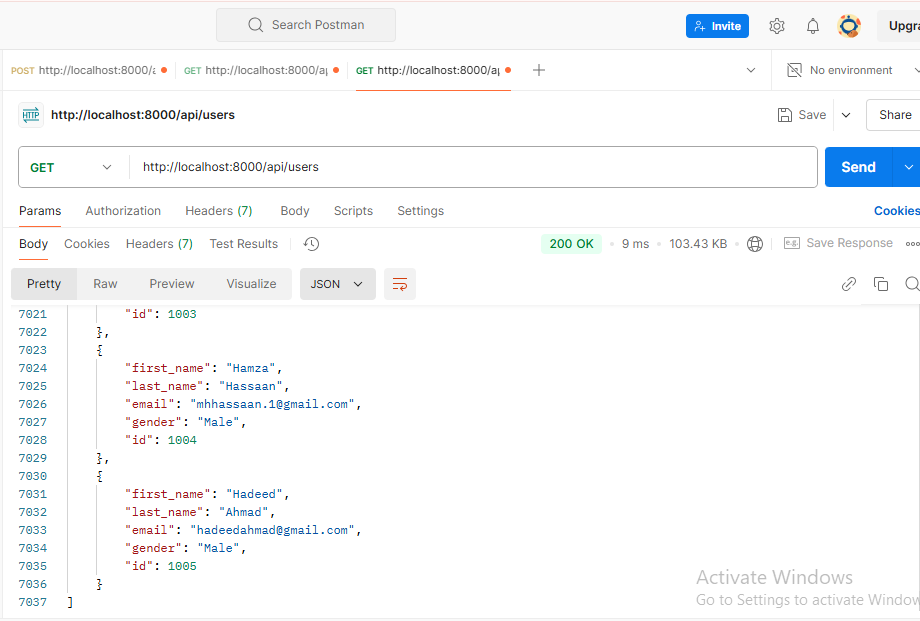 Search Postman
Invite
Upgra
POST http://localhost:8000/a
GET http://localhost:8000/ap
GET http://localhost:8000/ap
No environment
HTTP http://localhost:8000/api/users
Save
Share
GET http://localhost:8000/api/users
Send
Params Authorization Headers (7) Body Scripts Settings Cookies
Body Cookies Headers (7) Test Results 200 OK 9 ms 103.43 KB e.g. Save Response
Pretty Raw Preview Visualize JSON
7021 "id": 1003
7022 },
7023 {
7024 "first_name": "Hamza",
7025 "last_name": "Hassaan",
7026 "email": "mhhassaan.1@gmail.com",
7027 "gender": "Male",
7028 "id": 1004
7029 },
7030 {
7031 "first_name": "Hadeed",
7032 "last_name": "Ahmad",
7033 "email": "hadeedahmad@gmail.com",
7034 "gender": "Male",
7035 "id": 1005
7036 }
7037 ]
Activate Windows
Go to Settings to activate Window